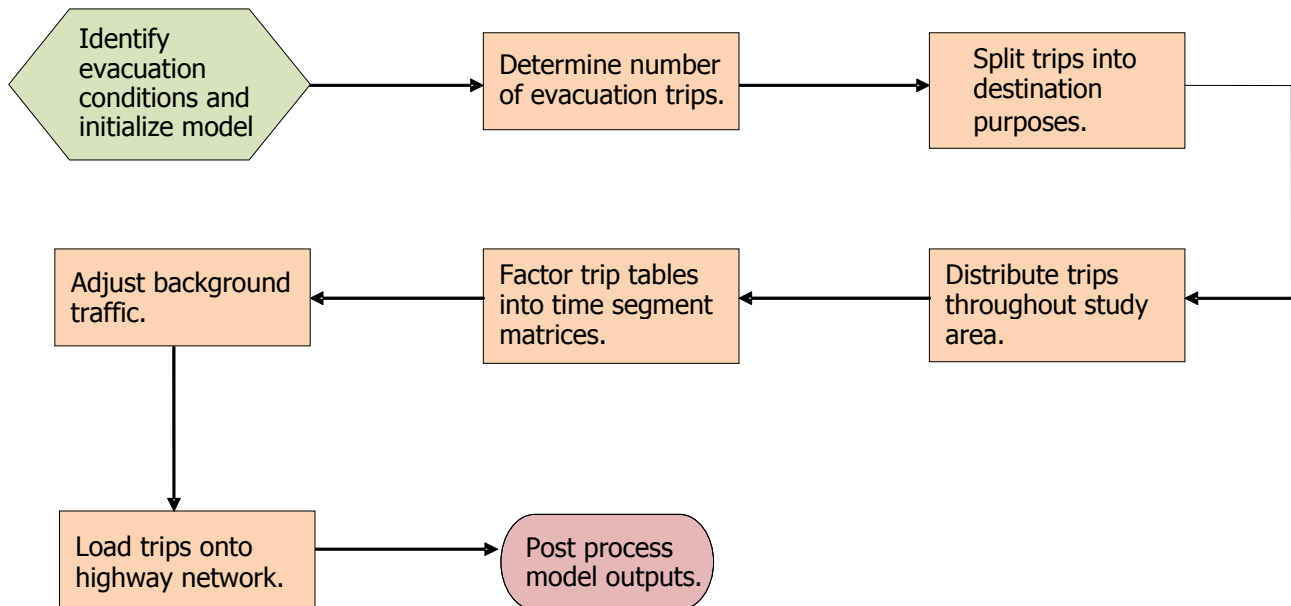 Identify
evacuation
conditions and
initialize model
Determine number
of evacuation trips.
Split trips into
destination
purposes.
Distribute trips
throughout study
area.
Factor trip tables
into time segment
matrices.
Adjust background
traffic.
Load trips onto
highway network.
Post process
model outputs.